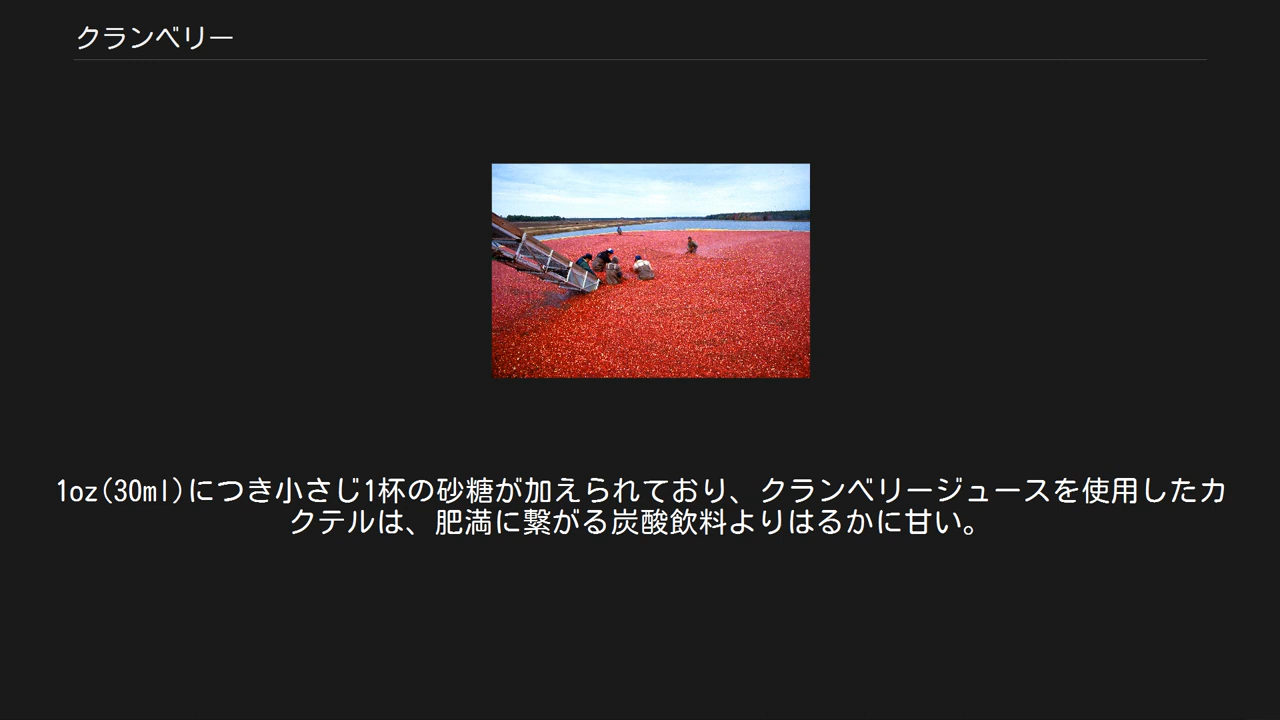 クランベリー
1oz(30ml)につき小さじ1杯の砂糖が加えられており、クランベリージュースを使用したカ
クテルは、肥満に繋がる炭酸飲料よりはるかに甘い。